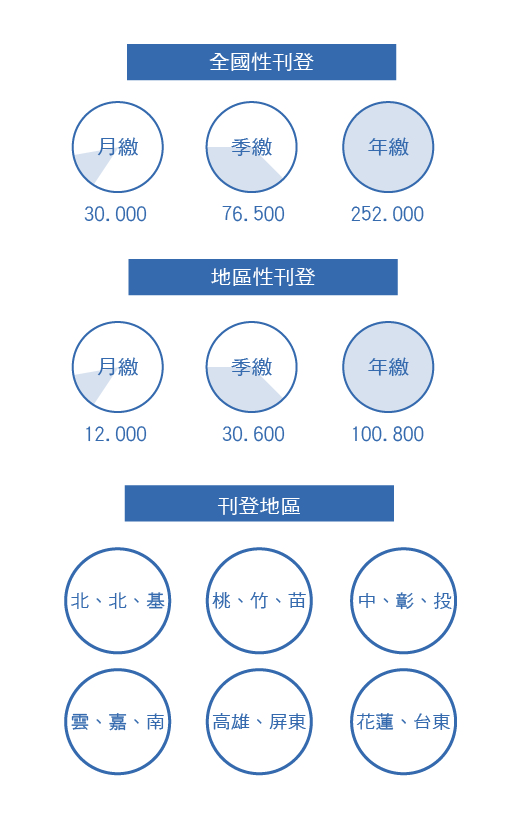 全國性刊登
月繳 季繳 年繳
30.000 76.500 252.000
地區性刊登
月繳 季繳 年繳
12.000 30.600 100.800
刊登地區
北、北、基 桃、竹、苗 中、彰、投
雲、嘉、南 高雄、屏東 花蓮、台東